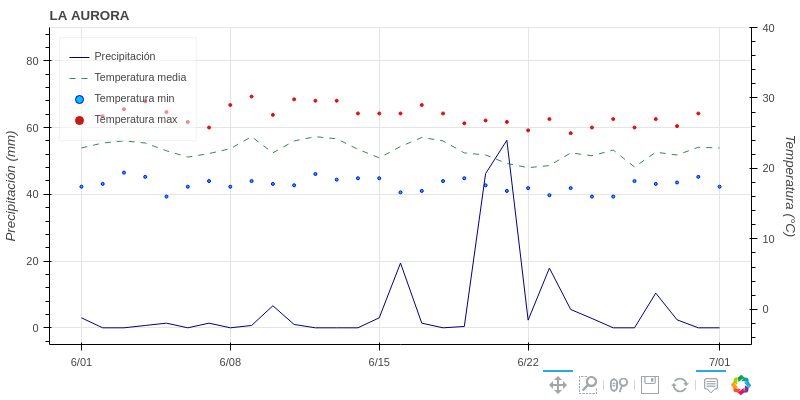 LA AURORA
Precipitación
Temperatura media
Temperatura min
Temperatura max
Precipitación (mm)
80
60
40
20
0
40
30
20
10
0
Temperatura (°C)
6/01
6/08
6/15
6/22
7/01